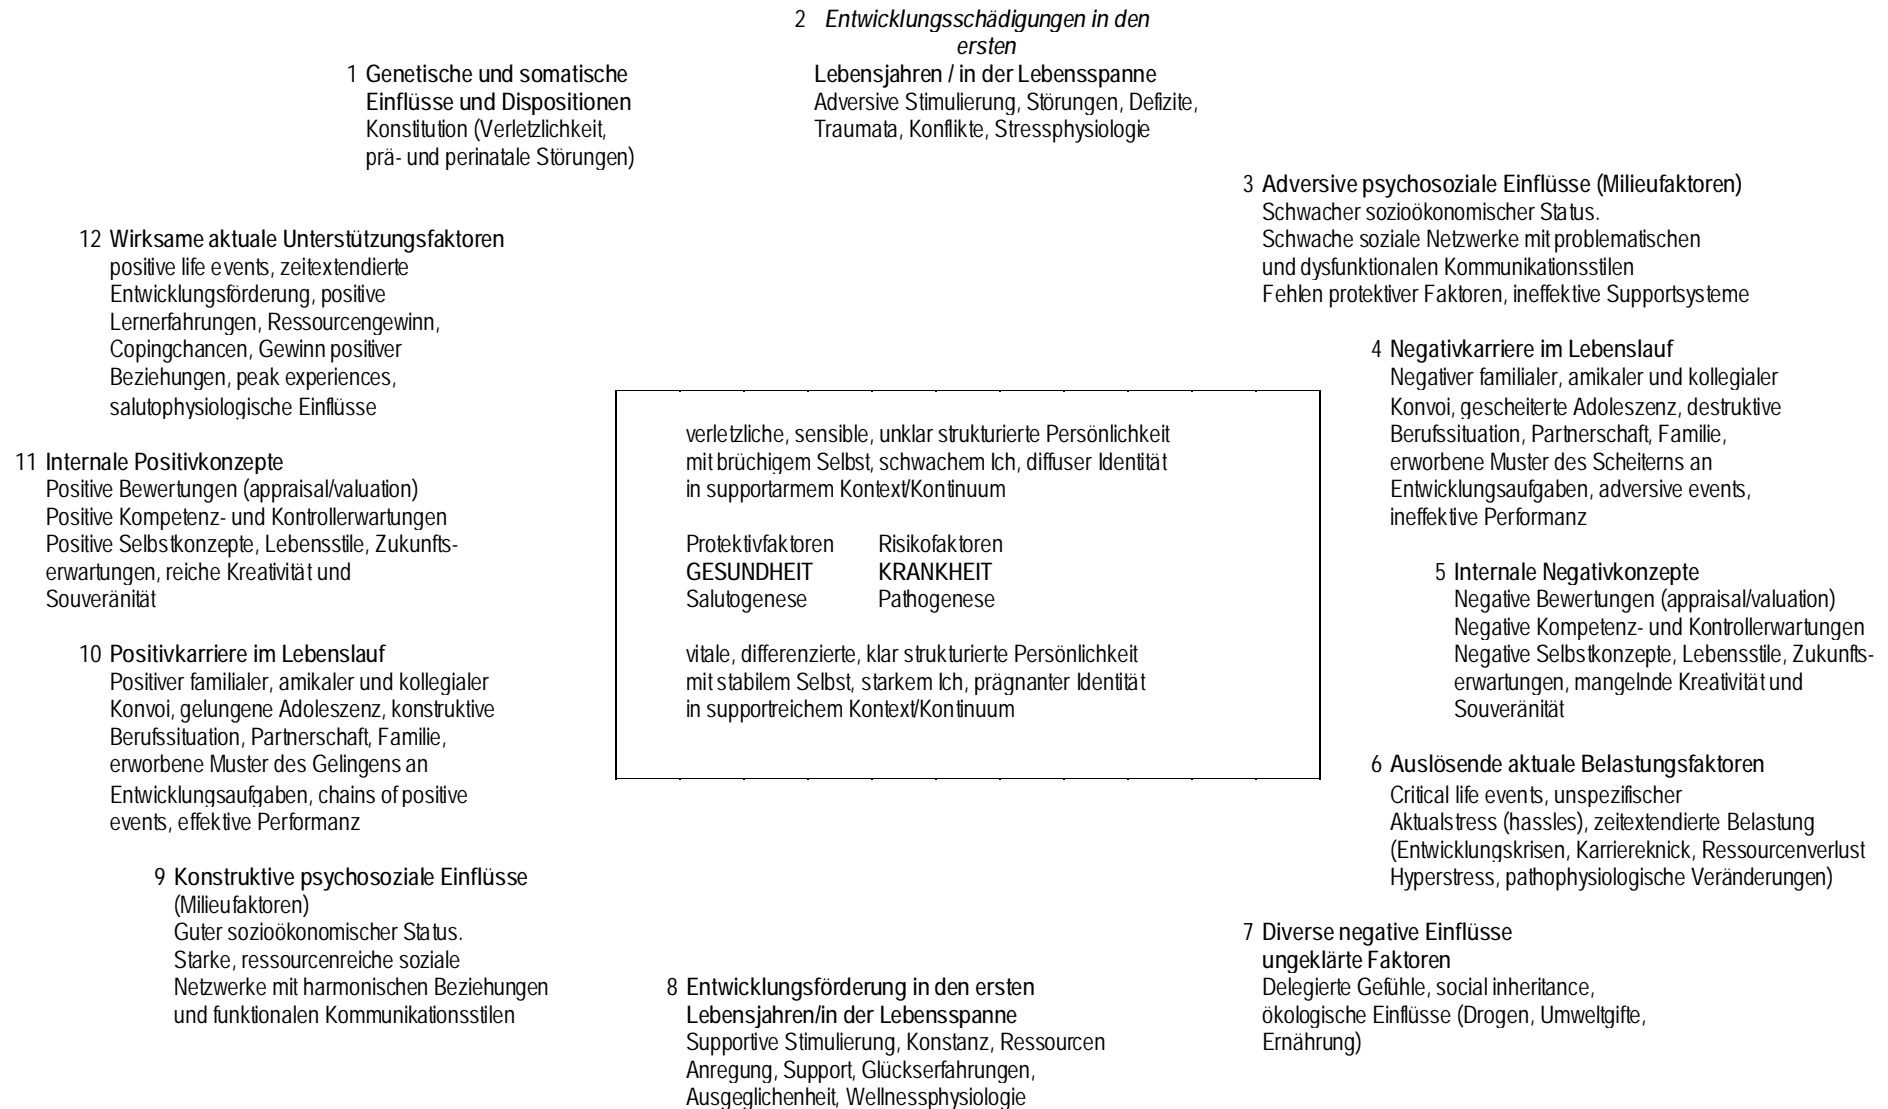 2 Entwicklungsschädigungen in den
ersten
Lebensjahren / in der Lebensspanne
Adversive Stimulierung, Störungen, Defizite,
Traumata, Konflikte, Stressphysiologie
1 Genetische und somatische
Einflüsse und Dispositionen
Konstitution (Verletzlichkeit,
prä- und perinatale Störungen)
3 Adversive psychosoziale Einflüsse (Milieufaktoren)
Schwacher sozioökonomischer Status.
Schwache soziale Netzwerke mit problematischen
und dysfunktionalen Kommunikationsstilen
Fehlen protektiver Faktoren, ineffektive Supportsysteme
12 Wirksame aktuale Unterstützungsfaktoren
positive life events, zeitextendierte
Entwicklungsförderung, positive
Lernerfahrungen, Ressourcengewinn,
Copingchancen, Gewinn positiver
Beziehungen, peak experiences,
salutophysiologische Einflüsse
4 Negativkarriere im Lebenslauf
Negativer familialer, amikaler und kollegialer
Konvoi, gescheiterte Adoleszenz, destruktive
Berufssituation, Partnerschaft, Familie,
erworbene Muster des Scheiterns an
Entwicklungsaufgaben, adversive events,
ineffektive Performanz
verletzliche, sensible, unklar strukturierte Persönlichkeit
mit brüchigem Selbst, schwachem Ich, diffuser Identität
in supportarmem Kontext/Kontinuum
Protektivfaktoren Risikofaktoren
GESUNDHEIT KRANKHEIT
Salutogenese Pathogenese
vitale, differenzierte, klar strukturierte Persönlichkeit
mit stabilem Selbst, starkem Ich, prägnanter Identität
in supportreichem Kontext/Kontinuum
11 Internale Positivkonzepte
Positive Bewertungen (appraisal/valuation)
Positive Kompetenz- und Kontrollerwartungen
Positive Selbstkonzepte, Lebensstile, Zukunfts-
erwartungen, reiche Kreativität und
Souveränität
5 Internale Negativkonzepte
Negative Bewertungen (appraisal/valuation)
Negative Kompetenz- und Kontrollerwartungen
Negative Selbstkonzepte, Lebensstile, Zukunfts-
erwartungen, mangelnde Kreativität und
Souveränität
10 Positivkarriere im Lebenslauf
Positiver familialer, amikaler und kollegialer
Konvoi, gelungene Adoleszenz, konstruktive
Berufssituation, Partnerschaft, Familie,
erworbene Muster des Gelingens an
Entwicklungsaufgaben, chains of positive
events, effektive Performanz
6 Auslösende aktuale Belastungsfaktoren
Critical life events, unspezifischer
Aktualstress (hassles), zeitextendierte Belastung
(Entwicklungskrisen, Karriereknick, Ressourcenverlust
Hyperstress, pathophysiologische Veränderungen)
9 Konstruktive psychosoziale Einflüsse
(Milieufaktoren)
Guter sozioökonomischer Status.
Starke, ressourcenreiche soziale
Netzwerke mit harmonischen Beziehungen
und funktionalen Kommunikationsstilen
7 Diverse negative Einflüsse
ungeklärte Faktoren
Delegierte Gefühle, social inheritance,
ökologische Einflüsse (Drogen, Umweltgifte,
Ernährung)
8 Entwicklungsförderung in den ersten
Lebensjahren/in der Lebensspanne
Supportive Stimulierung, Konstanz, Ressourcen
Anregung, Support, Glückserfahrungen,
Ausgeglichenheit, Wellnessphysiologie